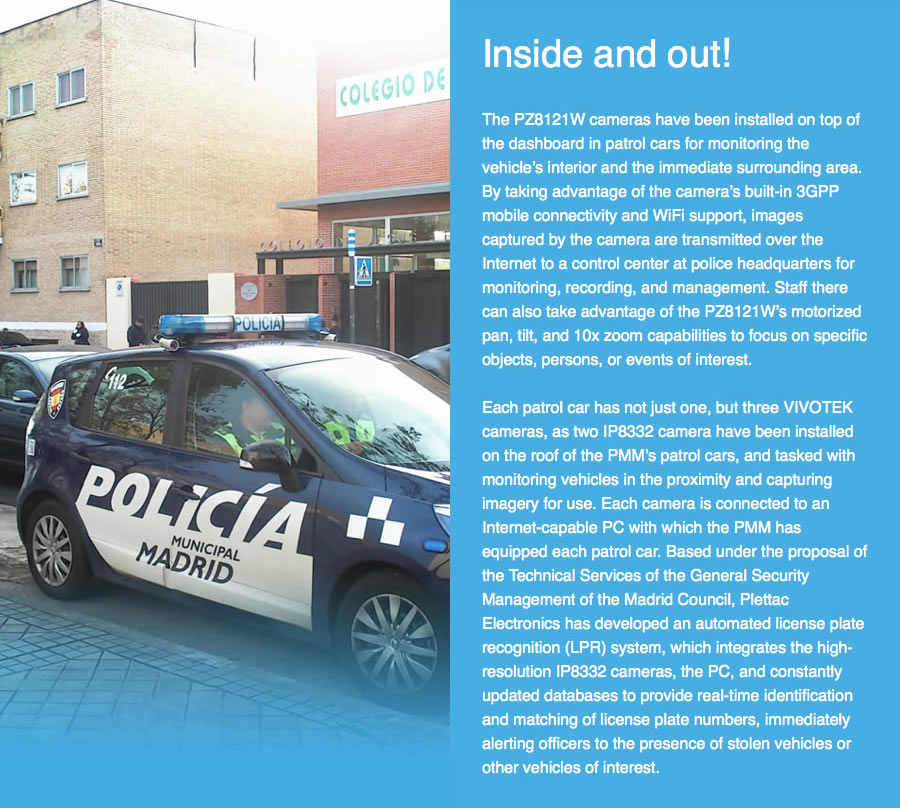 COLEGIO DE
POLICÍA
112
POLICÍA
MUNICIPAL
MADRID
Inside and out!
The PZ8121W cameras have been installed on top of
the dashboard in patrol cars for monitoring the
vehicle's interior and the immediate surrounding area.
By taking advantage of the camera's built-in 3GPP
mobile connectivity and WiFi support, images
captured by the camera are transmitted over the
Internet to a control center at police headquarters for
monitoring, recording, and management. Staff there
can also take advantage of the PZ8121W's motorized
pan, tilt, and 10x zoom capabilities to focus on specific
objects, persons, or events of interest.
Each patrol car has not just one, but three VIVOTEK
cameras, as two IP8332 camera have been installed
on the roof of the PMM's patrol cars, and tasked with
monitoring vehicles in the proximity and capturing
imagery for use. Each camera is connected to an
Internet-capable PC with which the PMM has
equipped each patrol car. Based under the proposal of
the Technical Services of the General Security
Management of the Madrid Council, Plettac
Electronics has developed an automated license plate
recognition (LPR) system, which integrates the high-
resolution IP8332 cameras, the PC, and constantly
updated databases to provide real-time identification
and matching of license plate numbers, immediately
alerting officers to the presence of stolen vehicles or
other vehicles of interest.